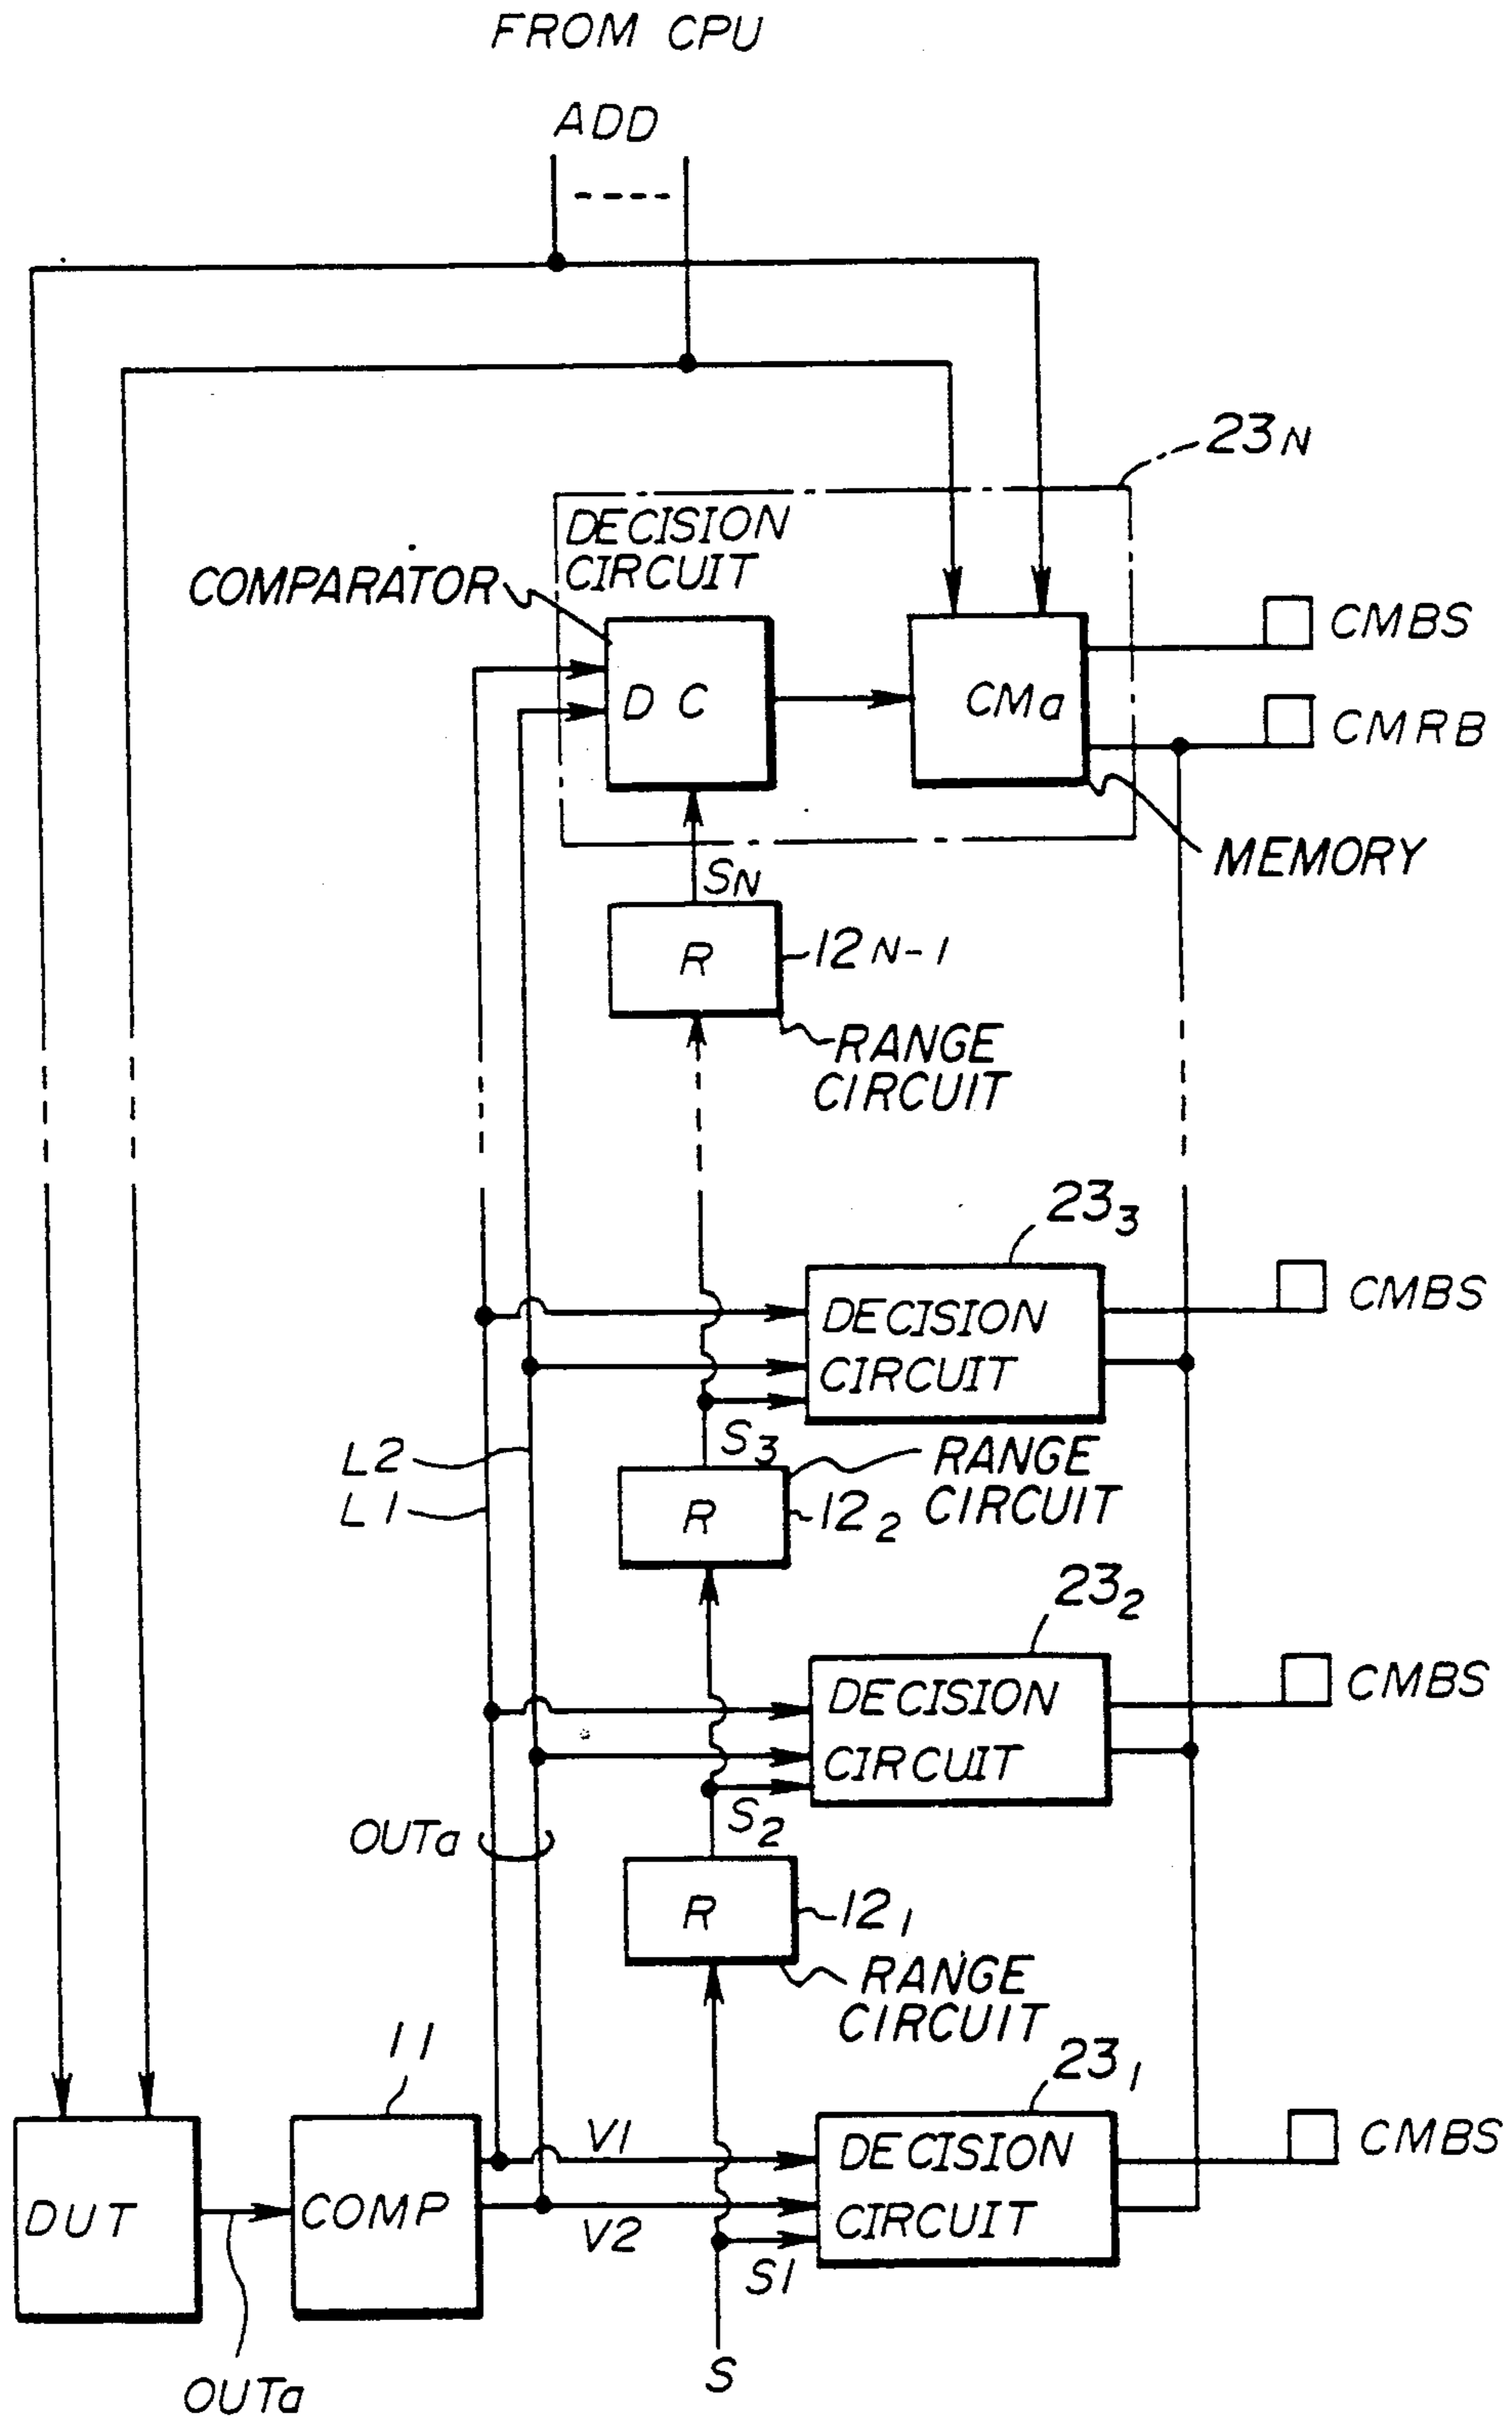 FROM CPU
ADD
23N
DECISION
CIRCUIT
COMPARATOR
DC
CMa
CMBS
CMRB
MEMORY
SN
R
12N-1
RANGE
CIRCUIT
233
DECISION
CIRCUIT
CMBS
S3
L2
L1
R
122
RANGE
CIRCUIT
232
DECISION
CIRCUIT
CMBS
S2
OUTa
R
121
RANGE
CIRCUIT
11
231
V1
DECISION
CIRCUIT
CMBS
DUT
COMP
V2
S1
S
OUTa